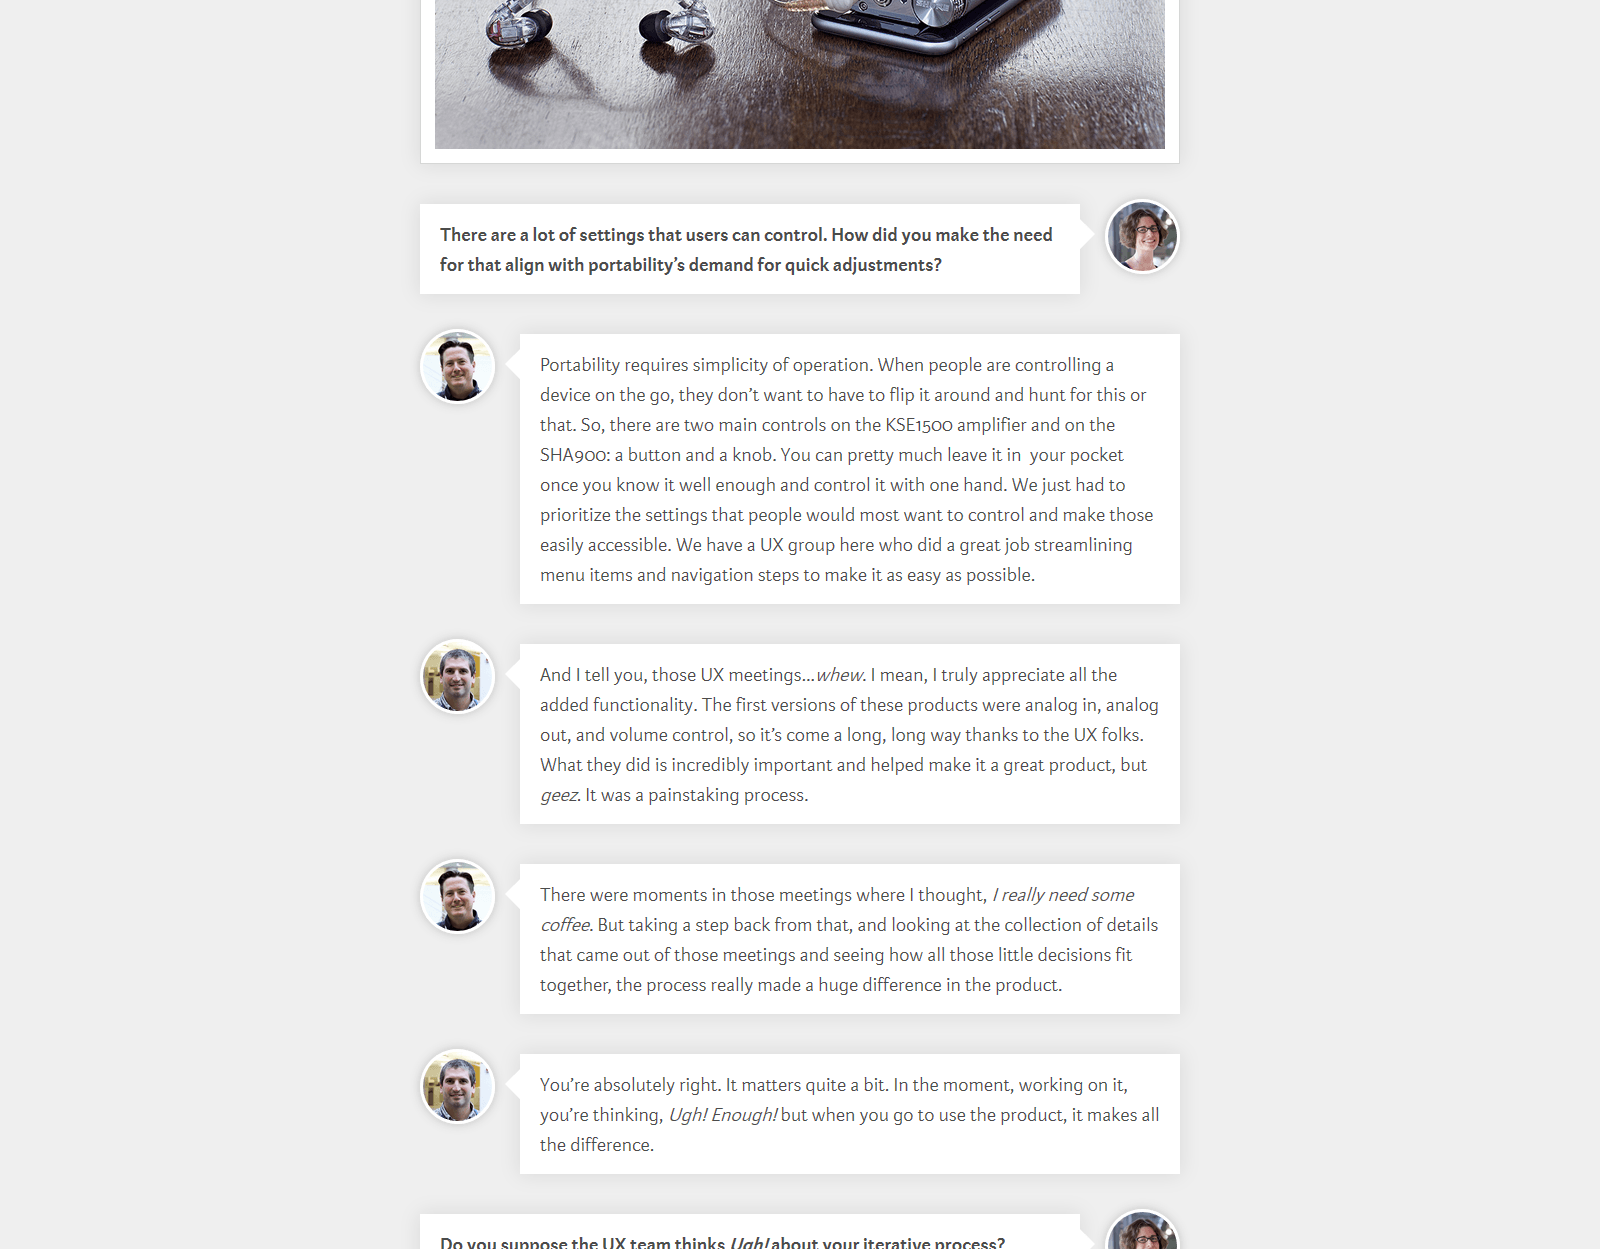 There are a lot of settings that users can control. How did you make the need
for that align with portability’s demand for quick adjustments?
Portability requires simplicity of operation. When people are controlling a
device on the go, they don’t want to have to flip it around and hunt for this or
that. So, there are two main controls on the KSE1500 amplifier and on the
SHA900: a button and a knob. You can pretty much leave it in  your pocket
once you know it well enough and control it with one hand. We just had to
prioritize the settings that people would most want to control and make those
easily accessible. We have a UX group here who did a great job streamlining
menu items and navigation steps to make it as easy as possible.
And I tell you, those UX meetings…whew. I mean, I truly appreciate all the
added functionality. The first versions of these products were analog in, analog
out, and volume control, so it’s come a long, long way thanks to the UX folks.
What they did is incredibly important and helped make it a great product, but
geez. It was a painstaking process.
There were moments in those meetings where I thought, I really need some
coffee. But taking a step back from that, and looking at the collection of details
that came out of those meetings and seeing how all those little decisions fit
together, the process really made a huge difference in the product.
You’re absolutely right. It matters quite a bit. In the moment, working on it,
you’re thinking, Ugh! Enough! but when you go to use the product, it makes all
the difference.
Do you suppose the UX team thinks Ugh! about your iterative process?